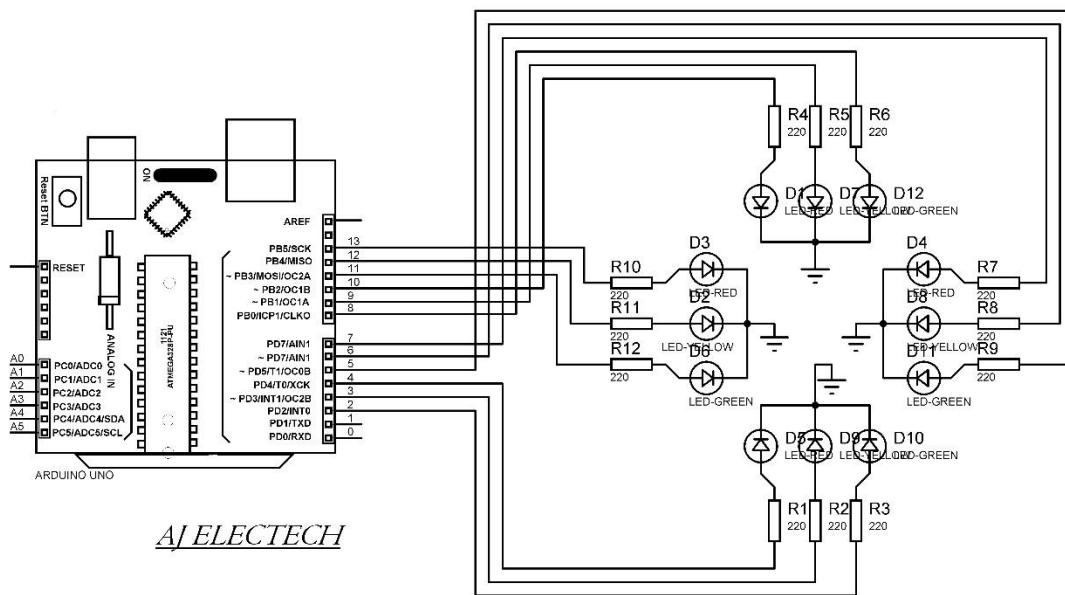 Reset BTN
ON
AREF
RESET
PB5/SCK 13
PB4/MISO 12
~ PB3/MOSI/OC2A 11
~ PB2/OC1B 10
~ PB1/OC1A 9
PB0/ICP1/CLKO 8
PD7/AIN1 7
~ PD7/AIN1 6
~ PD5/T1/OC0B 5
PD4/T0/XCK 4
~ PD3/INT1/OC2B 3
PD2/INT0 2
PD1/TXD 1
PD0/RXD 0
1121
ATMEGA328P-PU
ANALOG IN
A0 PC0/ADC0
A1 PC1/ADC1
A2 PC2/ADC2
A3 PC3/ADC3
A4 PC4/ADC4/SDA
A5 PC5/ADC5/SCL
ARDUINO UNO
AJ ELECTECH
R4 R5 R6
220 220 220
D1 D7 D12
LED-RED LED-YELLOW LED-GREEN
D3
LED-RED
R10
220
D2
LED-YELLOW
R11
220
D6
LED-GREEN
R12
220
D4
LED-RED
R7
220
D8
LED-YELLOW
R8
220
D11
LED-GREEN
R9
220
D5 D9 D10
LED-RED LED-YELLOW LED-GREEN
R1 R2 R3
220 220 220